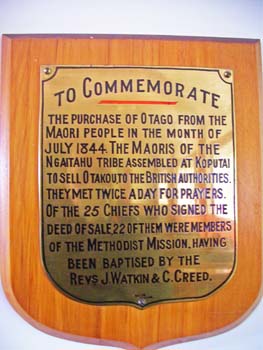 TO COMMEMORATE
THE PURCHASE OF OTAGO FROM THE
MAORI PEOPLE IN THE MONTH OF
JULY 1844. THE MAORIS OF THE
NGAITAHU TRIBE ASSEMBLED AT KOPUTAI
TO SELL OTAKOU TO THE BRITISH AUTHORITIES.
THEY MET TWICE A DAY FOR PRAYERS.
OF THE 25 CHIEFS WHO SIGNED THE
DEED OF SALE 22 OF THEM WERE MEMBERS
OF THE METHODIST MISSION, HAVING
BEEN BAPTISED BY THE
REVS J. WATKIN & C. CREED.